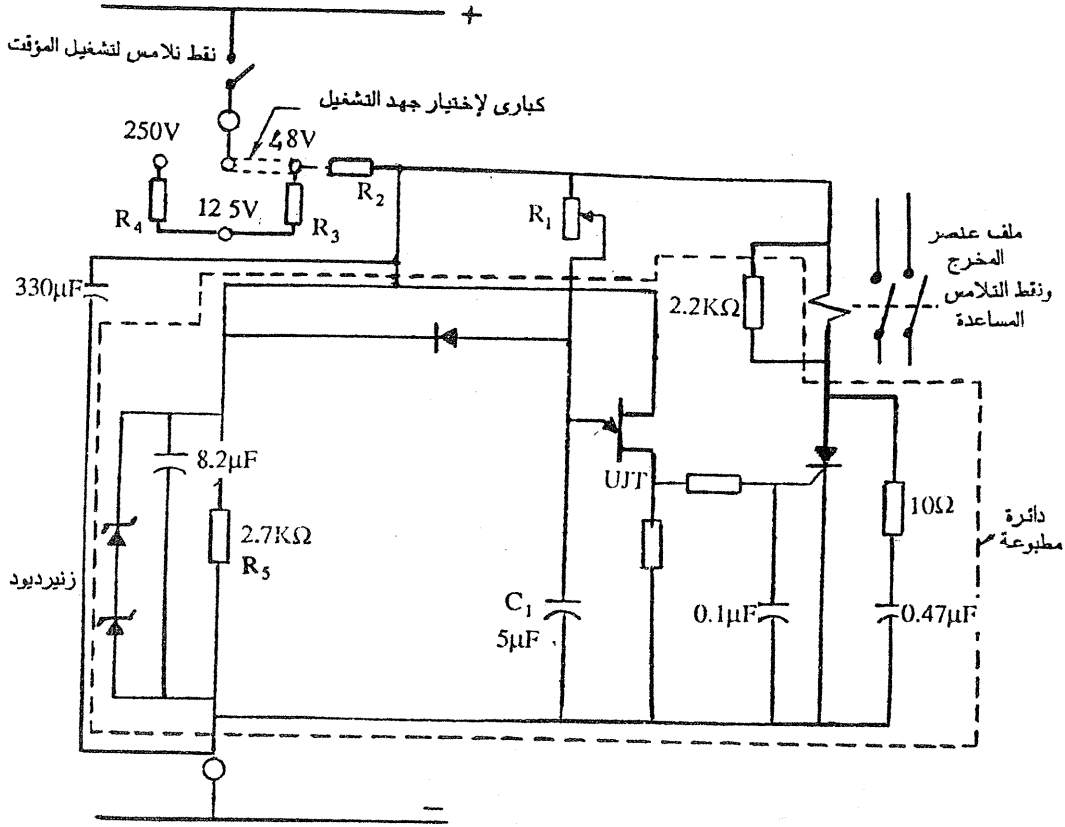 +
نقط تلامس لتشغيل المؤقت
كبارى لإختيار جهد التشغيل
250V
48V
R2
R4
12 5V
R3
R1
ملف عنصر
المخرج
ونقط التلامس
المساعدة
330µF
2.2KΩ
8.2µF
UJT
10Ω
دائرة
مطبوعة
2.7KΩ
R5
زنيرديود
C1
5µF
0.1µF
0.47µF
−